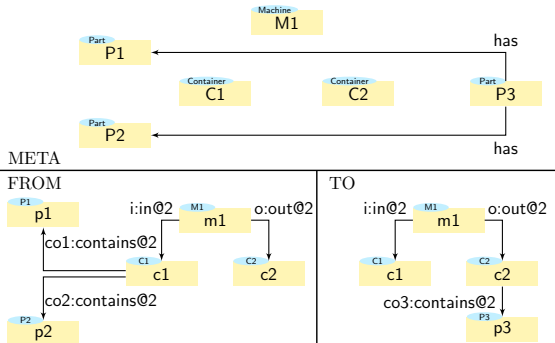 Machine
M1
has
Part
P1
Container
C1
Container
C2
Part
P3
Part
P2
has
META
FROM
P1
p1
i:in@2
M1
m1
o:out@2
co1:contains@2
C1
c1
C2
c2
co2:contains@2
P2
p2
TO
i:in@2
M1
m1
o:out@2
C1
c1
C2
c2
co3:contains@2
P3
p3